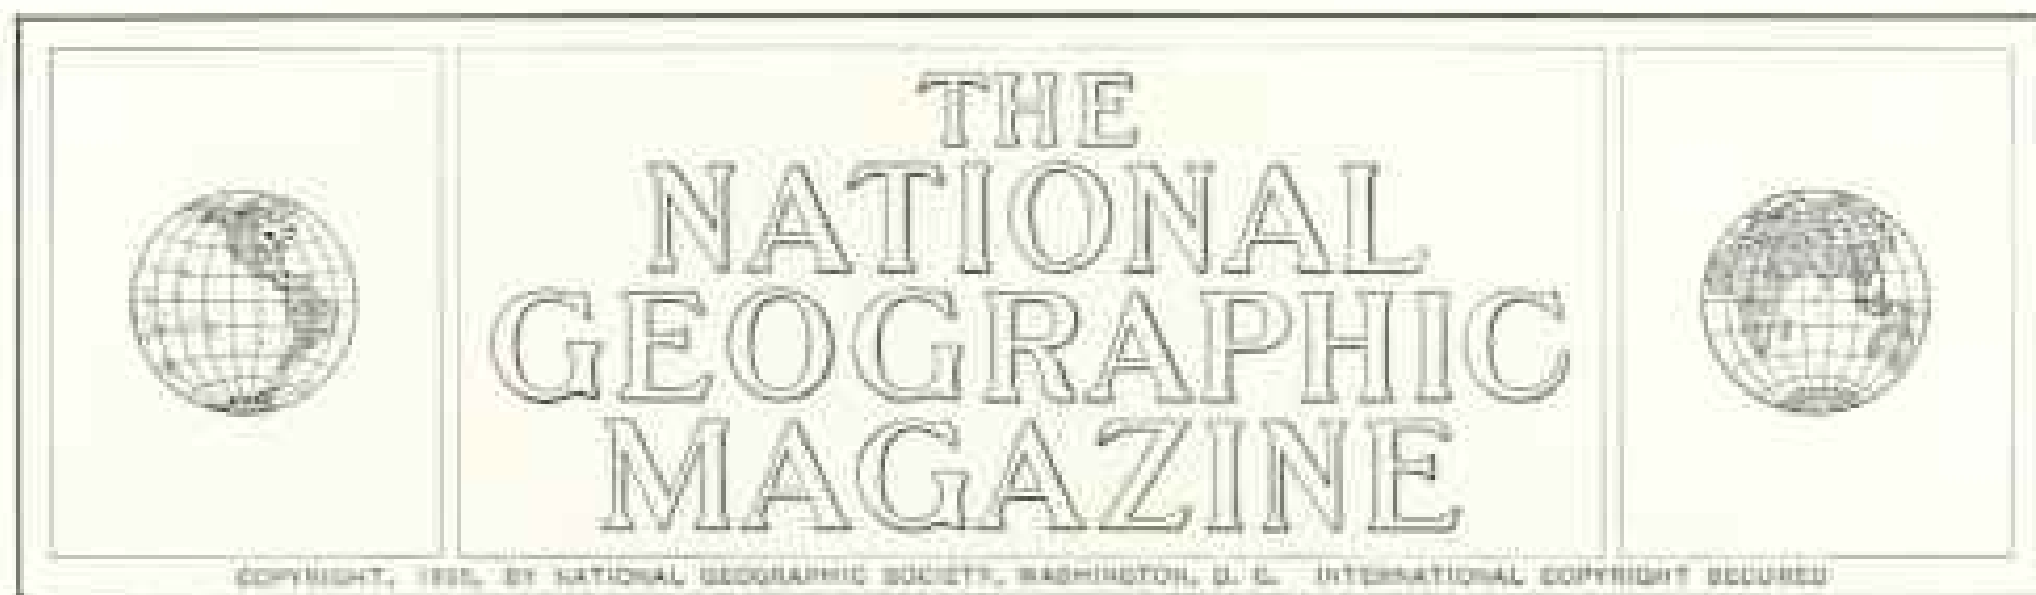 THE
NATIONAL
GEOGRAPHIC
MAGAZINE
COPYRIGHT, BY NATIONAL GEOGRAPHIC SOCIETY, WASHINGTON, D. C. INTERNATIONAL COPYRIGHT SECURED